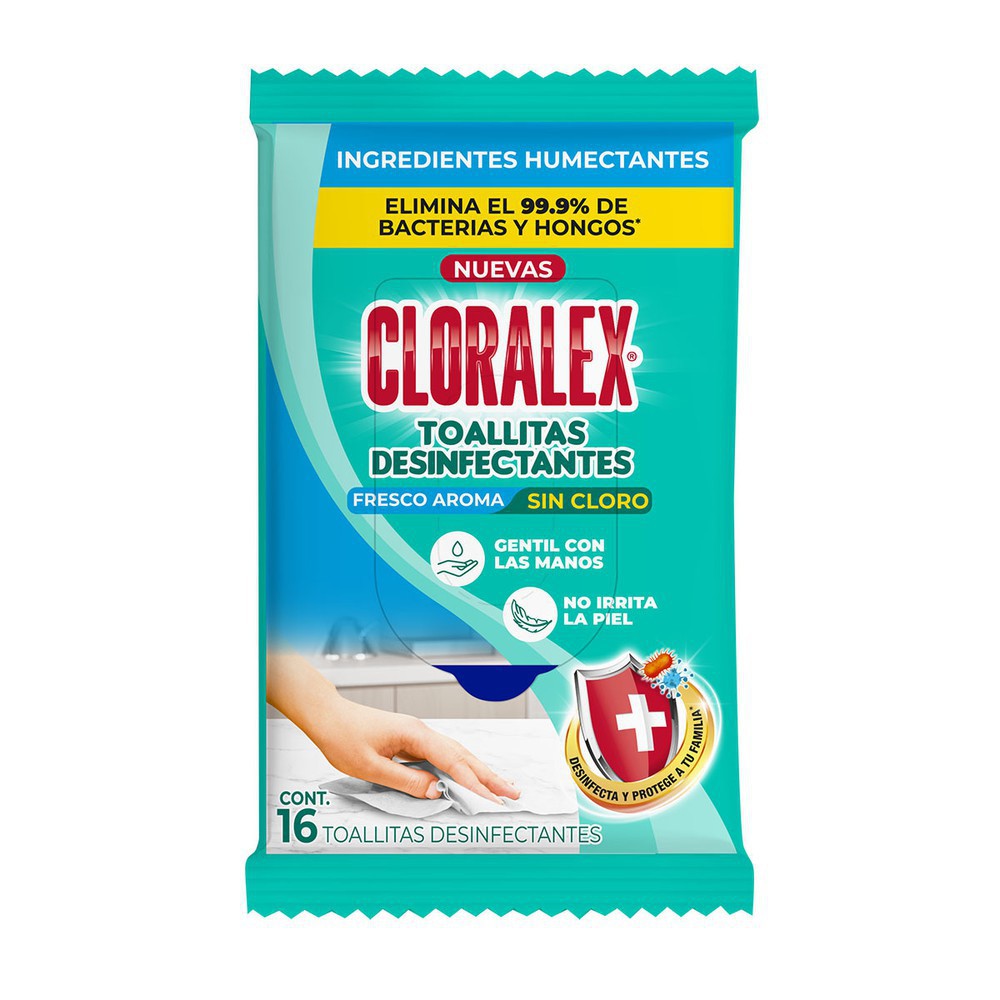 INGREDIENTES HUMECTANTES
ELIMINA EL 99.9% DE
BACTERIAS Y HONGOS*
NUEVAS
CLORALEX®
TOALLITAS
DESINFECTANTES
FRESCO AROMA SIN CLORO
GENTIL CON
LAS MANOS
NO IRRITA
LA PIEL
DESINFECTA Y PROTEGE A TU FAMILIA*
CONT.
16 TOALLITAS DESINFECTANTES